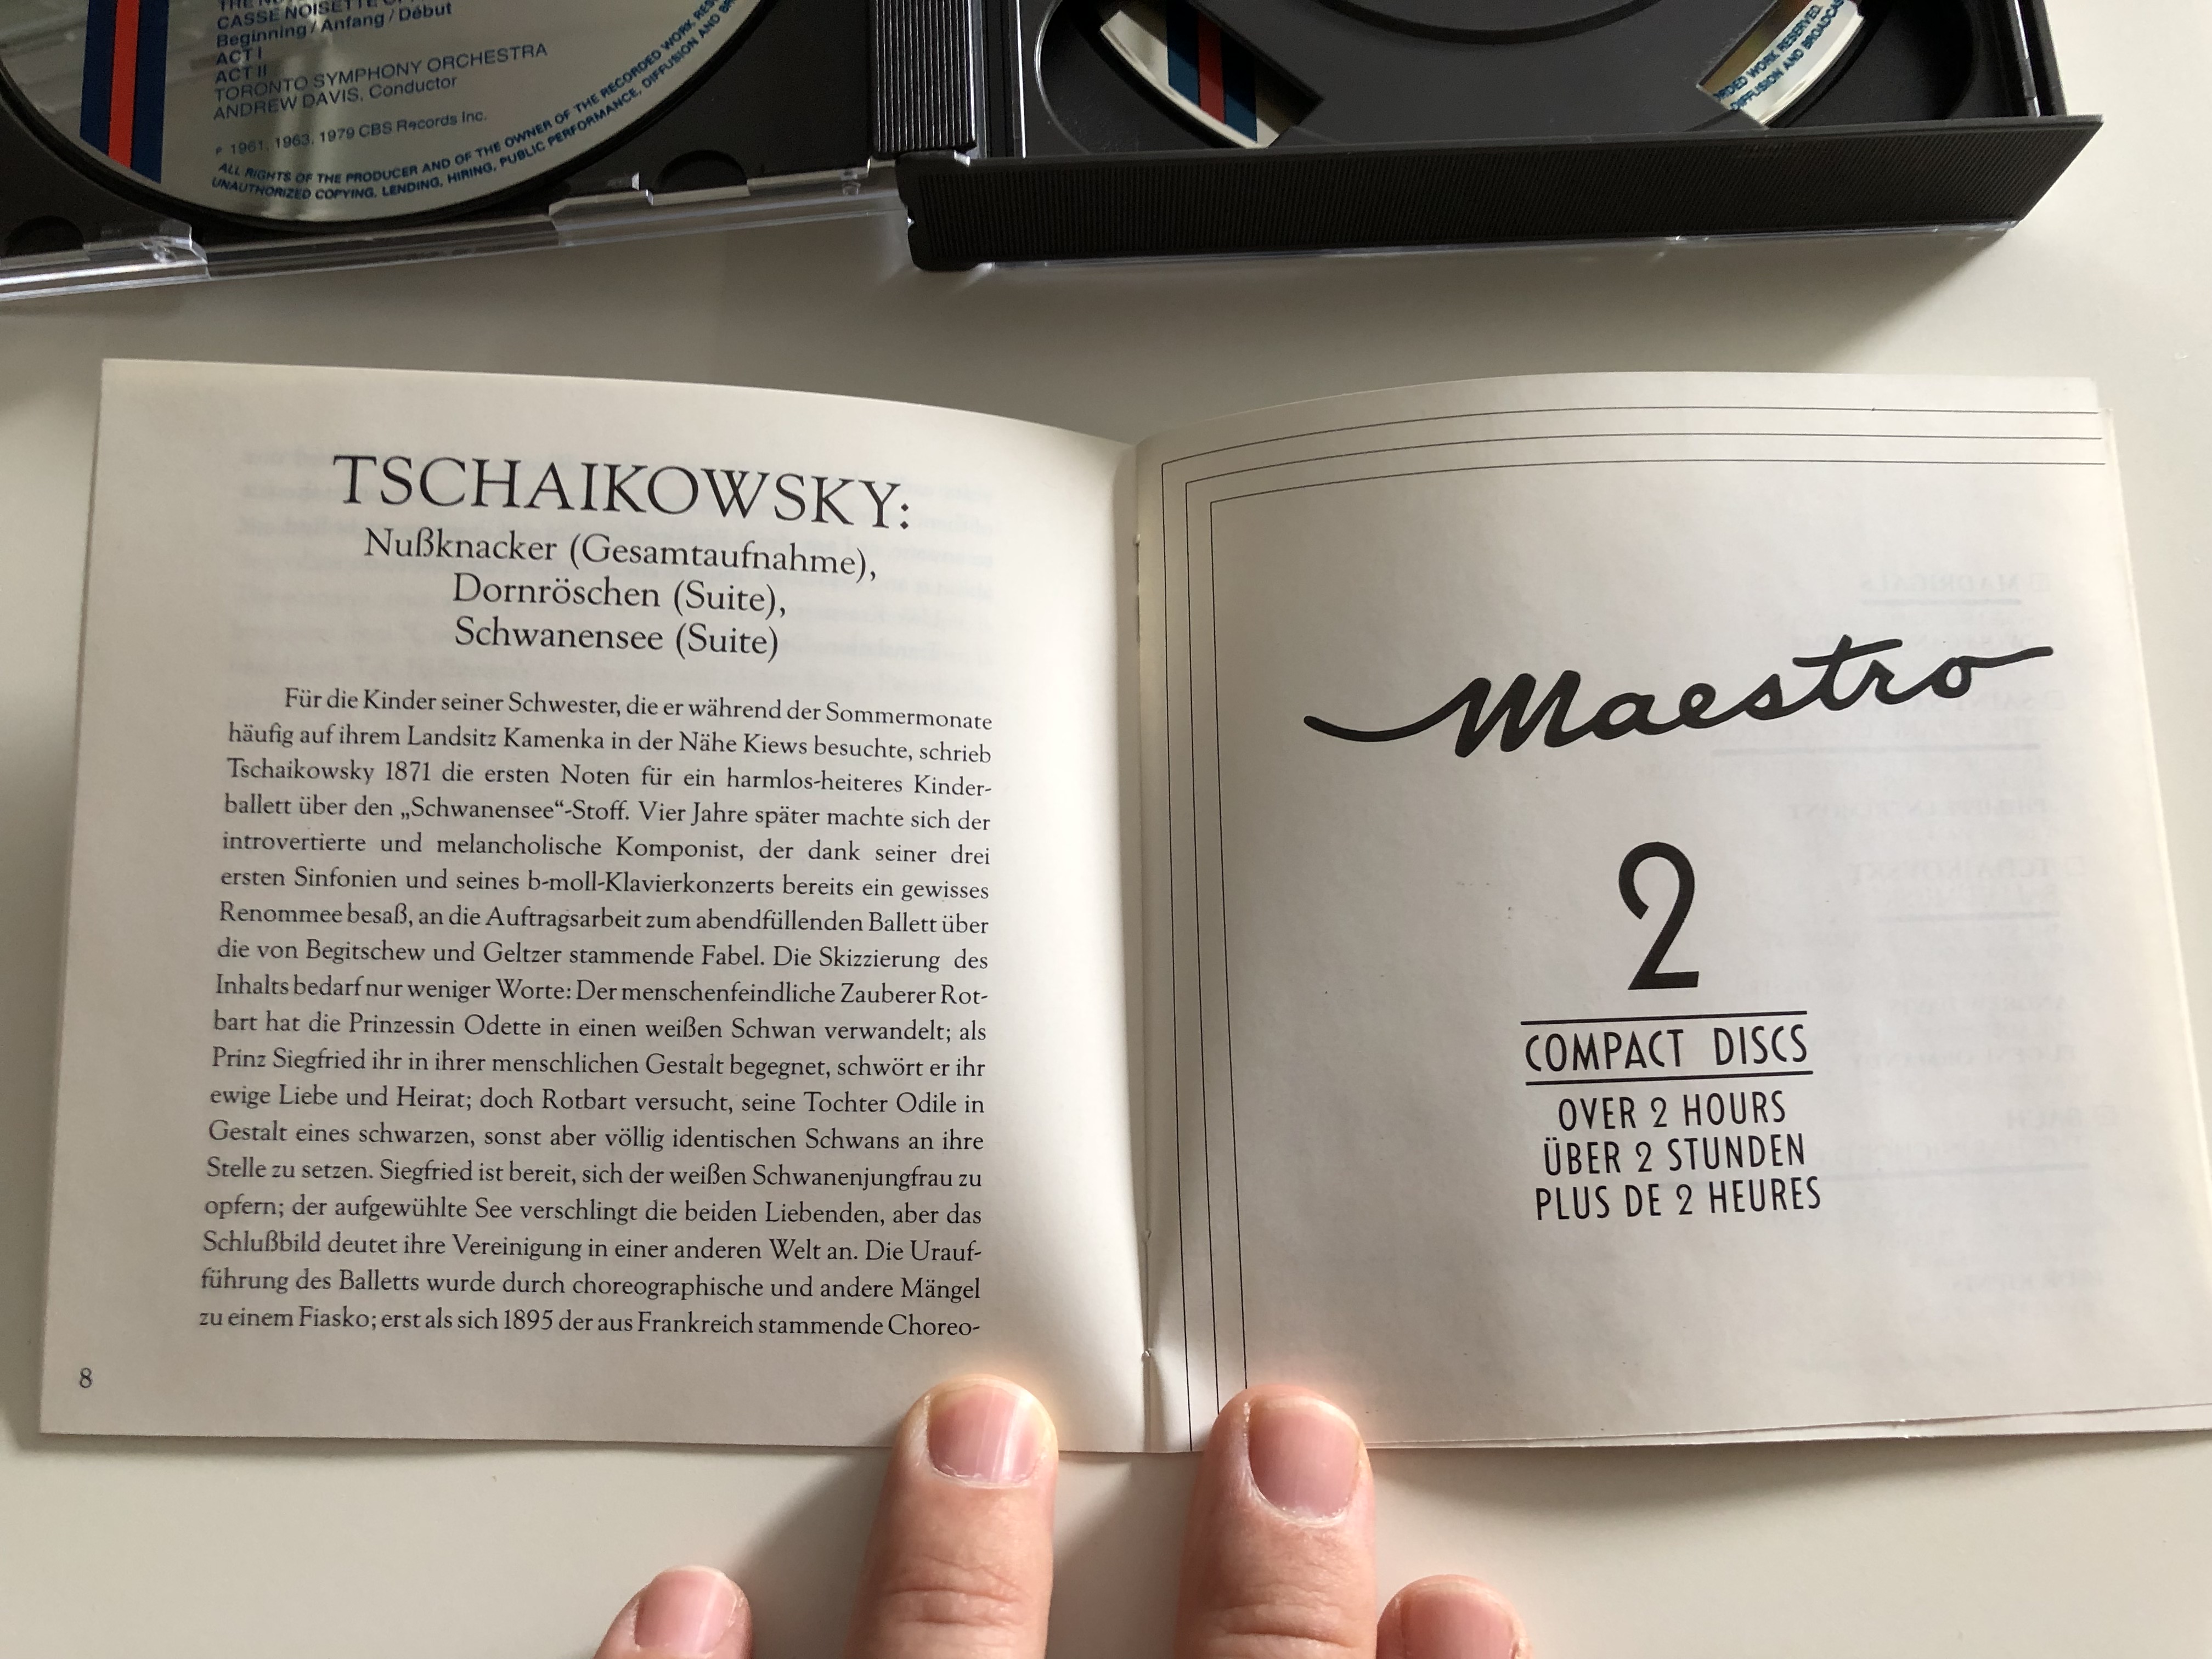 CASSE NOISETTE
Beginning / Anfang / Début
ACT I
ACT II
TORONTO SYMPHONY ORCHESTRA
ANDREW DAVIS, Conductor
℗ 1961, 1963, 1979 CBS Records Inc.
ALL RIGHTS OF THE PRODUCER AND OF THE OWNER OF THE RECORDED WORK RES
UNAUTHORIZED COPYING, LENDING, HIRING, PUBLIC PERFORMANCE, DIFFUSION AND BR
RDED WORK RESERVED.
DIFFUSION AND BROADCAS
TSCHAIKOWSKY:
Nußknacker (Gesamtaufnahme),
Dornröschen (Suite),
Schwanensee (Suite)
Für die Kinder seiner Schwester, die er während der Sommermonate
häufig auf ihrem Landsitz Kamenka in der Nähe Kiews besuchte, schrieb
Tschaikowsky 1871 die ersten Noten für ein harmlos-heiteres Kinder-
ballett über den „Schwanensee“-Stoff. Vier Jahre später machte sich der
introvertierte und melancholische Komponist, der dank seiner drei
ersten Sinfonien und seines b-moll-Klavierkonzerts bereits ein gewisses
Renommee besaß, an die Auftragsarbeit zum abendfüllenden Ballett über
die von Begitschew und Geltzer stammende Fabel. Die Skizzierung des
Inhalts bedarf nur weniger Worte: Der menschenfeindliche Zauberer Rot-
bart hat die Prinzessin Odette in einen weißen Schwan verwandelt; als
Prinz Siegfried ihr in ihrer menschlichen Gestalt begegnet, schwört er ihr
ewige Liebe und Heirat; doch Rotbart versucht, seine Tochter Odile in
Gestalt eines schwarzen, sonst aber völlig identischen Schwans an ihre
Stelle zu setzen. Siegfried ist bereit, sich der weißen Schwanenjungfrau zu
opfern; der aufgewühlte See verschlingt die beiden Liebenden, aber das
Schlußbild deutet ihre Vereinigung in einer anderen Welt an. Die Urauf-
führung des Balletts wurde durch choreographische und andere Mängel
zu einem Fiasko; erst als sich 1895 der aus Frankreich stammende Choreo-
8
Maestro
2
COMPACT DISCS
OVER 2 HOURS
ÜBER 2 STUNDEN
PLUS DE 2 HEURES